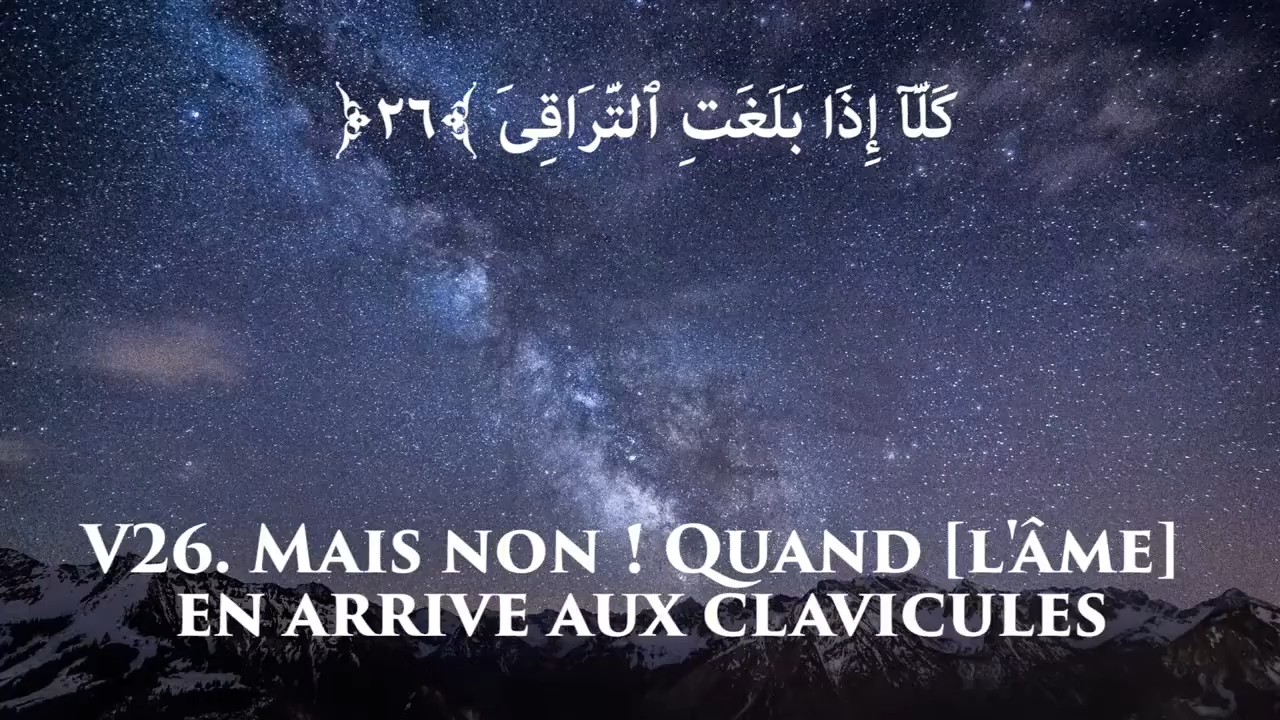 كَلَّآ إِذَا بَلَغَتِ ٱلتَّرَاقِىَ ﴿٢٦﴾
V26. Mais non ! Quand [l'âme]
en arrive aux clavicules